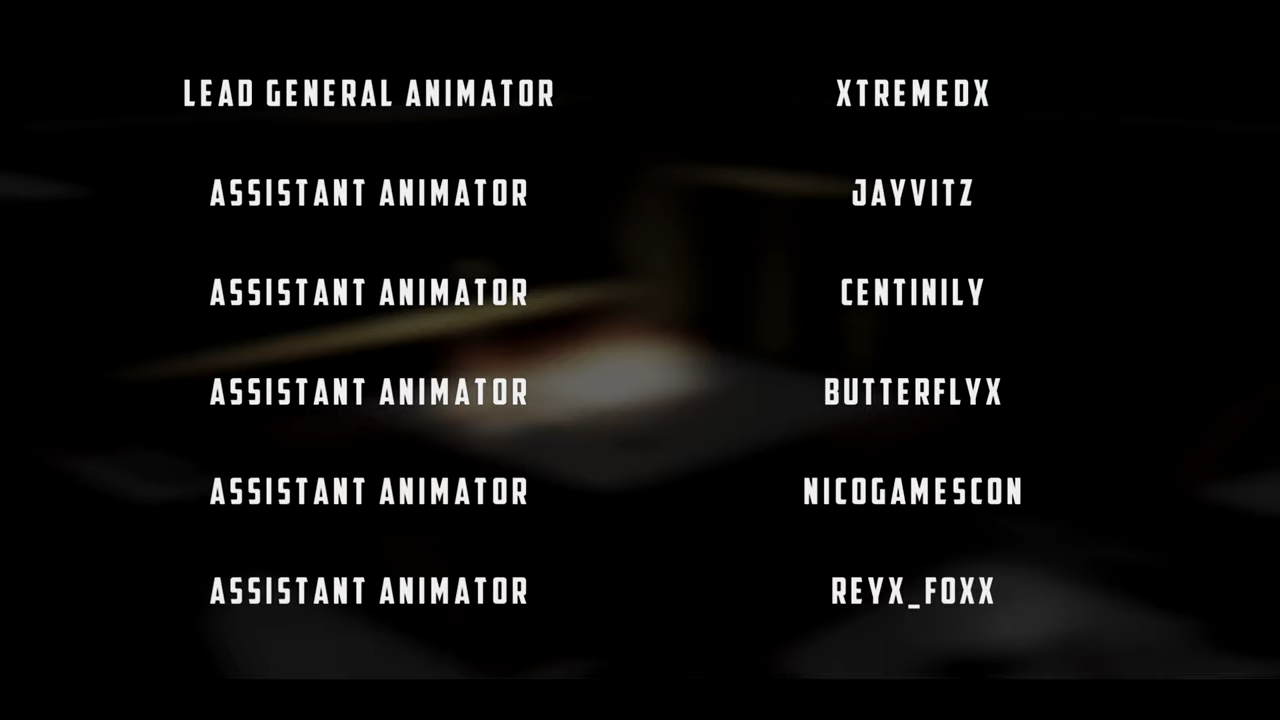 LEAD GENERAL ANIMATOR XTREMEDX
ASSISTANT ANIMATOR JAYVITZ
ASSISTANT ANIMATOR CENTINILY
ASSISTANT ANIMATOR BUTTERFLYX
ASSISTANT ANIMATOR NICOGAMESCON
ASSISTANT ANIMATOR REYX_FOXX